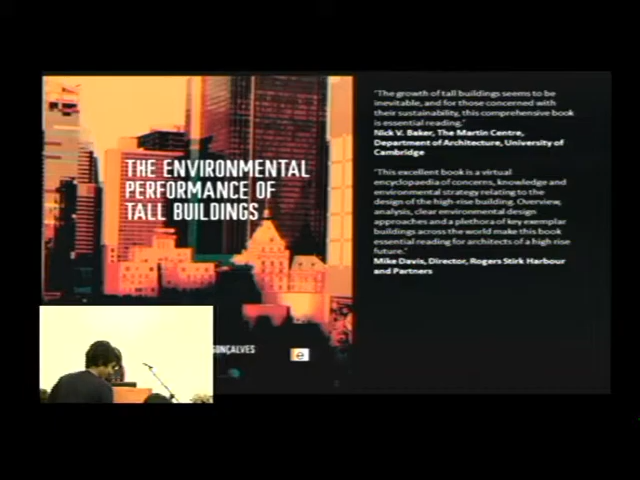 THE ENVIRONMENTAL
PERFORMANCE OF
TALL BUILDINGS
GONÇALVES
e
"The growth of tall buildings seems to be
inevitable, and for those concerned with
their sustainability, this comprehensive book
is essential reading."
Nick V. Baker, The Martin Centre,
Department of Architecture, University of
Cambridge
"This excellent book is a virtual
encyclopaedia of concerns, knowledge and
environmental strategy relating to the
design of the high-rise building. Overview,
analysis, clear environmental design
approaches and a plethora of key exemplar
buildings across the world make this book
essential reading for architects of a high rise
future."
Mike Davis, Director, Rogers Stirk Harbour
and Partners